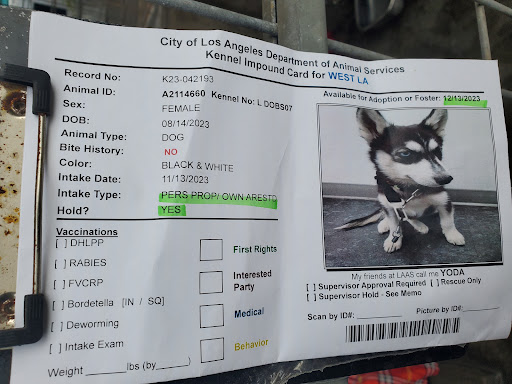 City of Los Angeles Department of Animal Services
Kennel Impound Card for WEST LA
Record No: K23-042193
Animal ID: A2114660 Kennel No: L DOBS07
Sex: FEMALE
DOB: 08/14/2023
Animal Type: DOG
Bite History: NO
Color: BLACK & WHITE
Intake Date: 11/13/2023
Intake Type: PERS PROP/ OWN ARESTD
Hold? YES
Vaccinations
[ ] DHLPP
[ ] RABIES
[ ] FVCRP
[ ] Bordetella [IN / SQ]
[ ] Deworming
[ ] Intake Exam
Weight ______lbs (by_____)
First Rights
Interested
Party
Medical
Behavior
Available for Adoption or Foster: 12/13/2023
My friends at LAAS call me YODA
[ ] Supervisor Approval Required [ ] Rescue Only
[ ] Supervisor Hold - See Memo
Scan by ID#: ________ Picture by ID#: